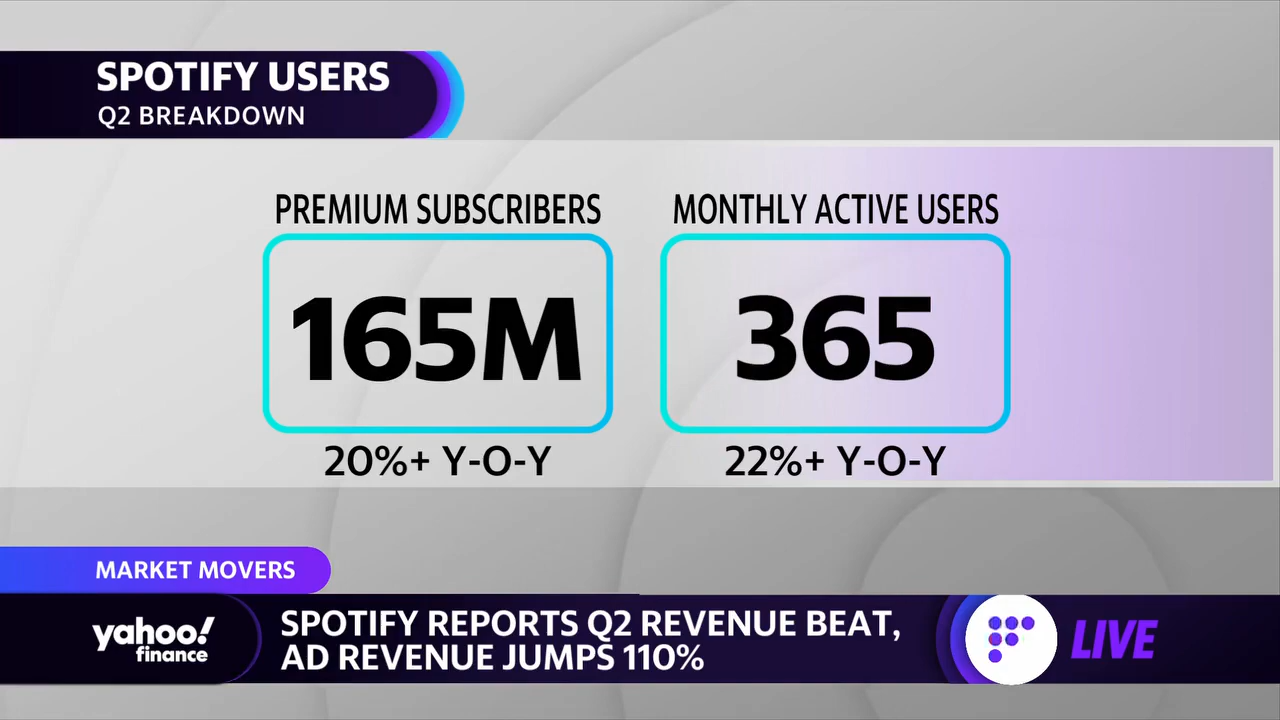 SPOTIFY USERS
Q2 BREAKDOWN
PREMIUM SUBSCRIBERS
165M
20%+ Y-O-Y
MONTHLY ACTIVE USERS
365
22%+ Y-O-Y
MARKET MOVERS
yahoo!
finance
SPOTIFY REPORTS Q2 REVENUE BEAT,
AD REVENUE JUMPS 110%
LIVE